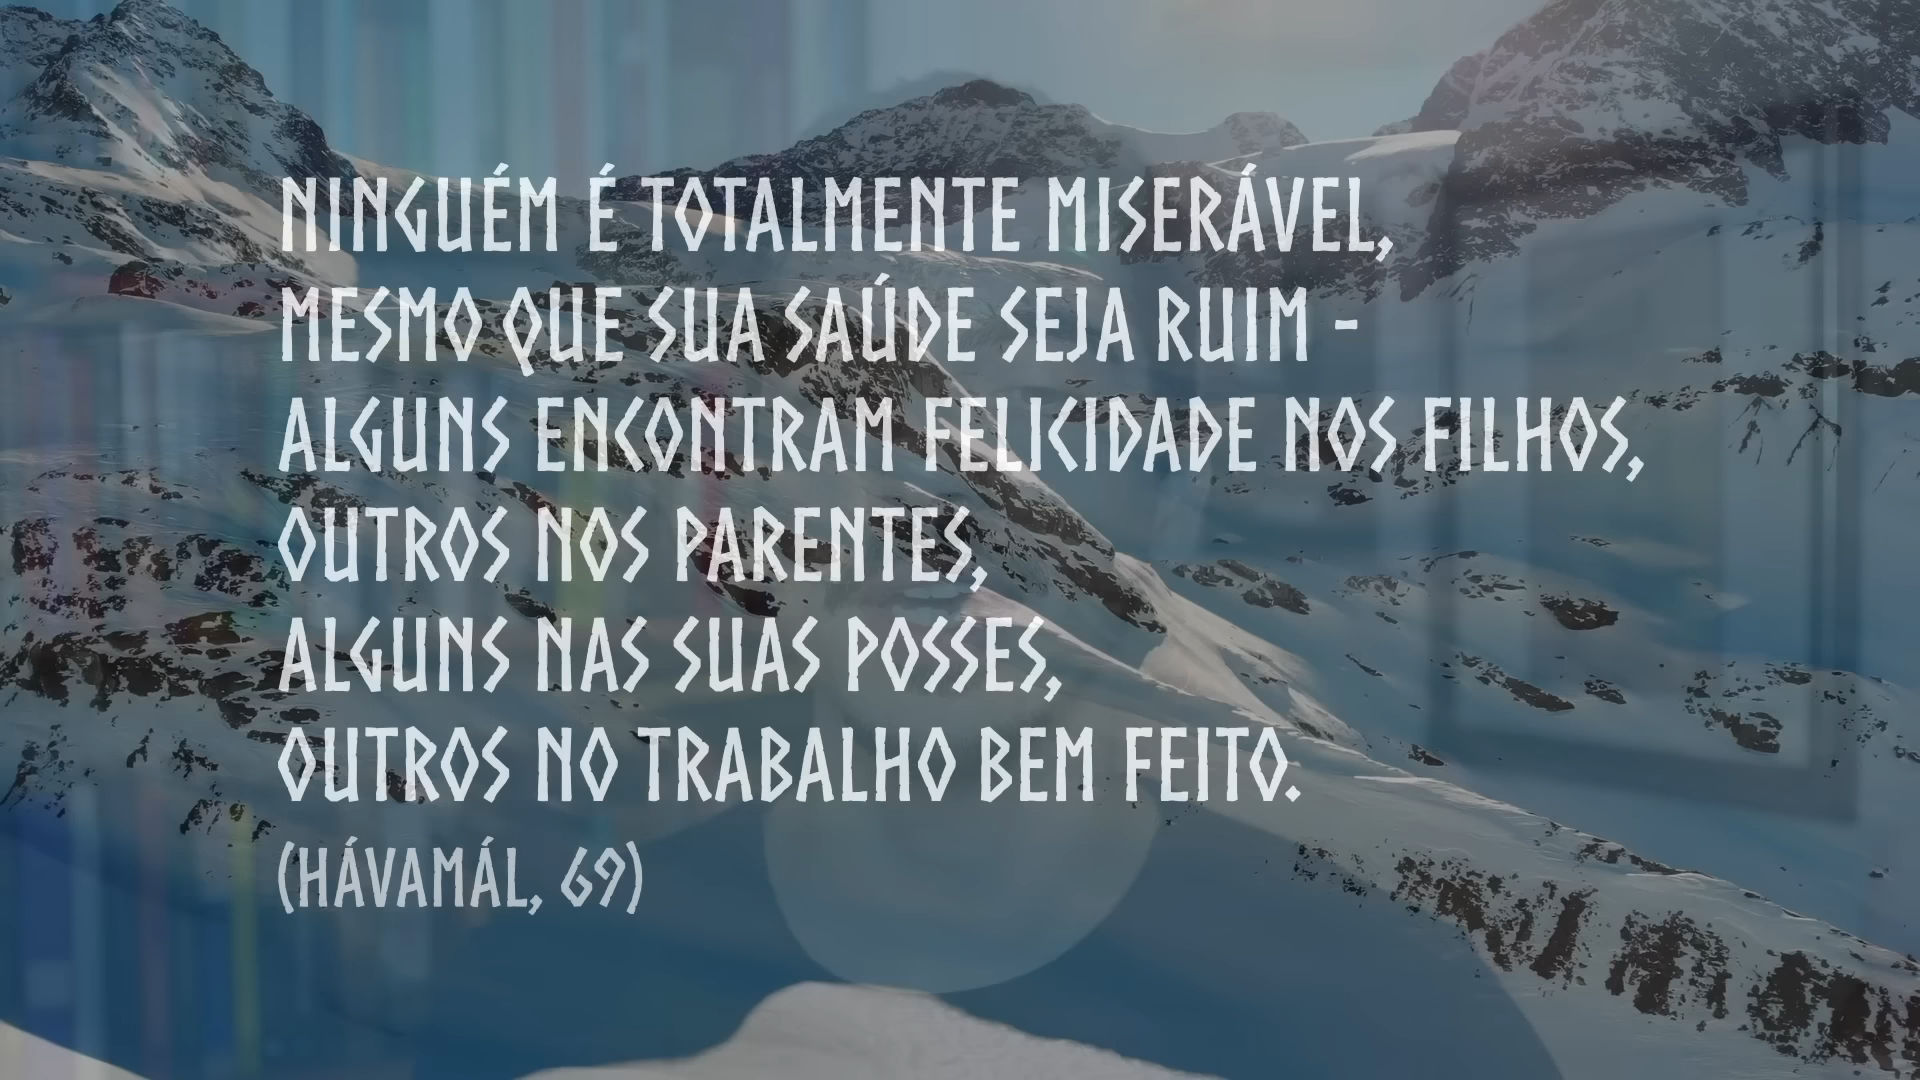 NINGUÉM É TOTALMENTE MISERÁVEL,
MESMO QUE SUA SAÚDE SEJA RUIM -
ALGUNS ENCONTRAM FELICIDADE NOS FILHOS,
OUTROS NOS PARENTES,
ALGUNS NAS SUAS POSSES,
OUTROS NO TRABALHO BEM FEITO.
(HÁVAMÁL, 69)